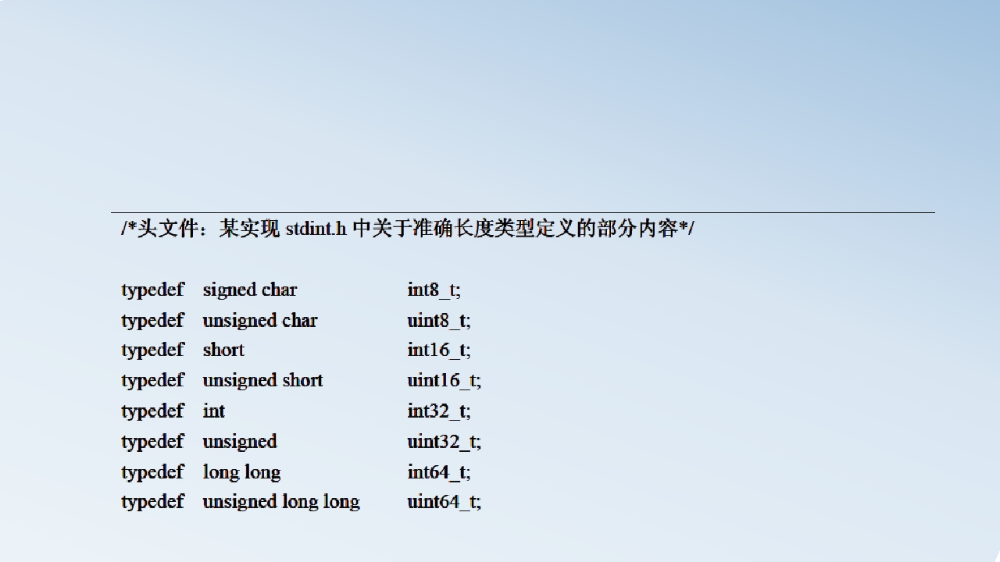 /*头文件：某实现 stdint.h 中关于准确长度类型定义的部分内容*/
typedef signed char int8_t;
typedef unsigned char uint8_t;
typedef short int16_t;
typedef unsigned short uint16_t;
typedef int int32_t;
typedef unsigned uint32_t;
typedef long long int64_t;
typedef unsigned long long uint64_t;